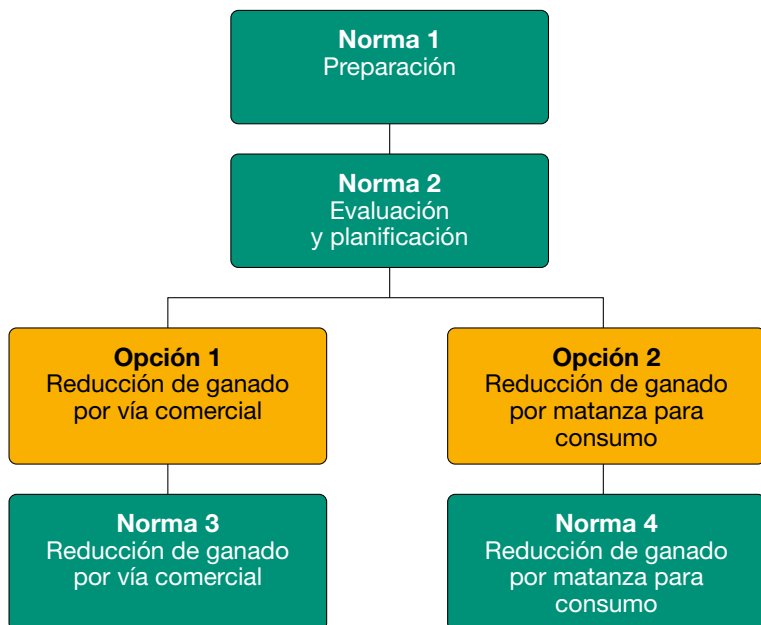 Norma 1
Preparación
Norma 2
Evaluación
y planificación
Opción 1
Reducción de ganado
por vía comercial
Opción 2
Reducción de ganado
por matanza para
consumo
Norma 3
Reducción de ganado
por vía comercial
Norma 4
Reducción de ganado
por matanza para
consumo